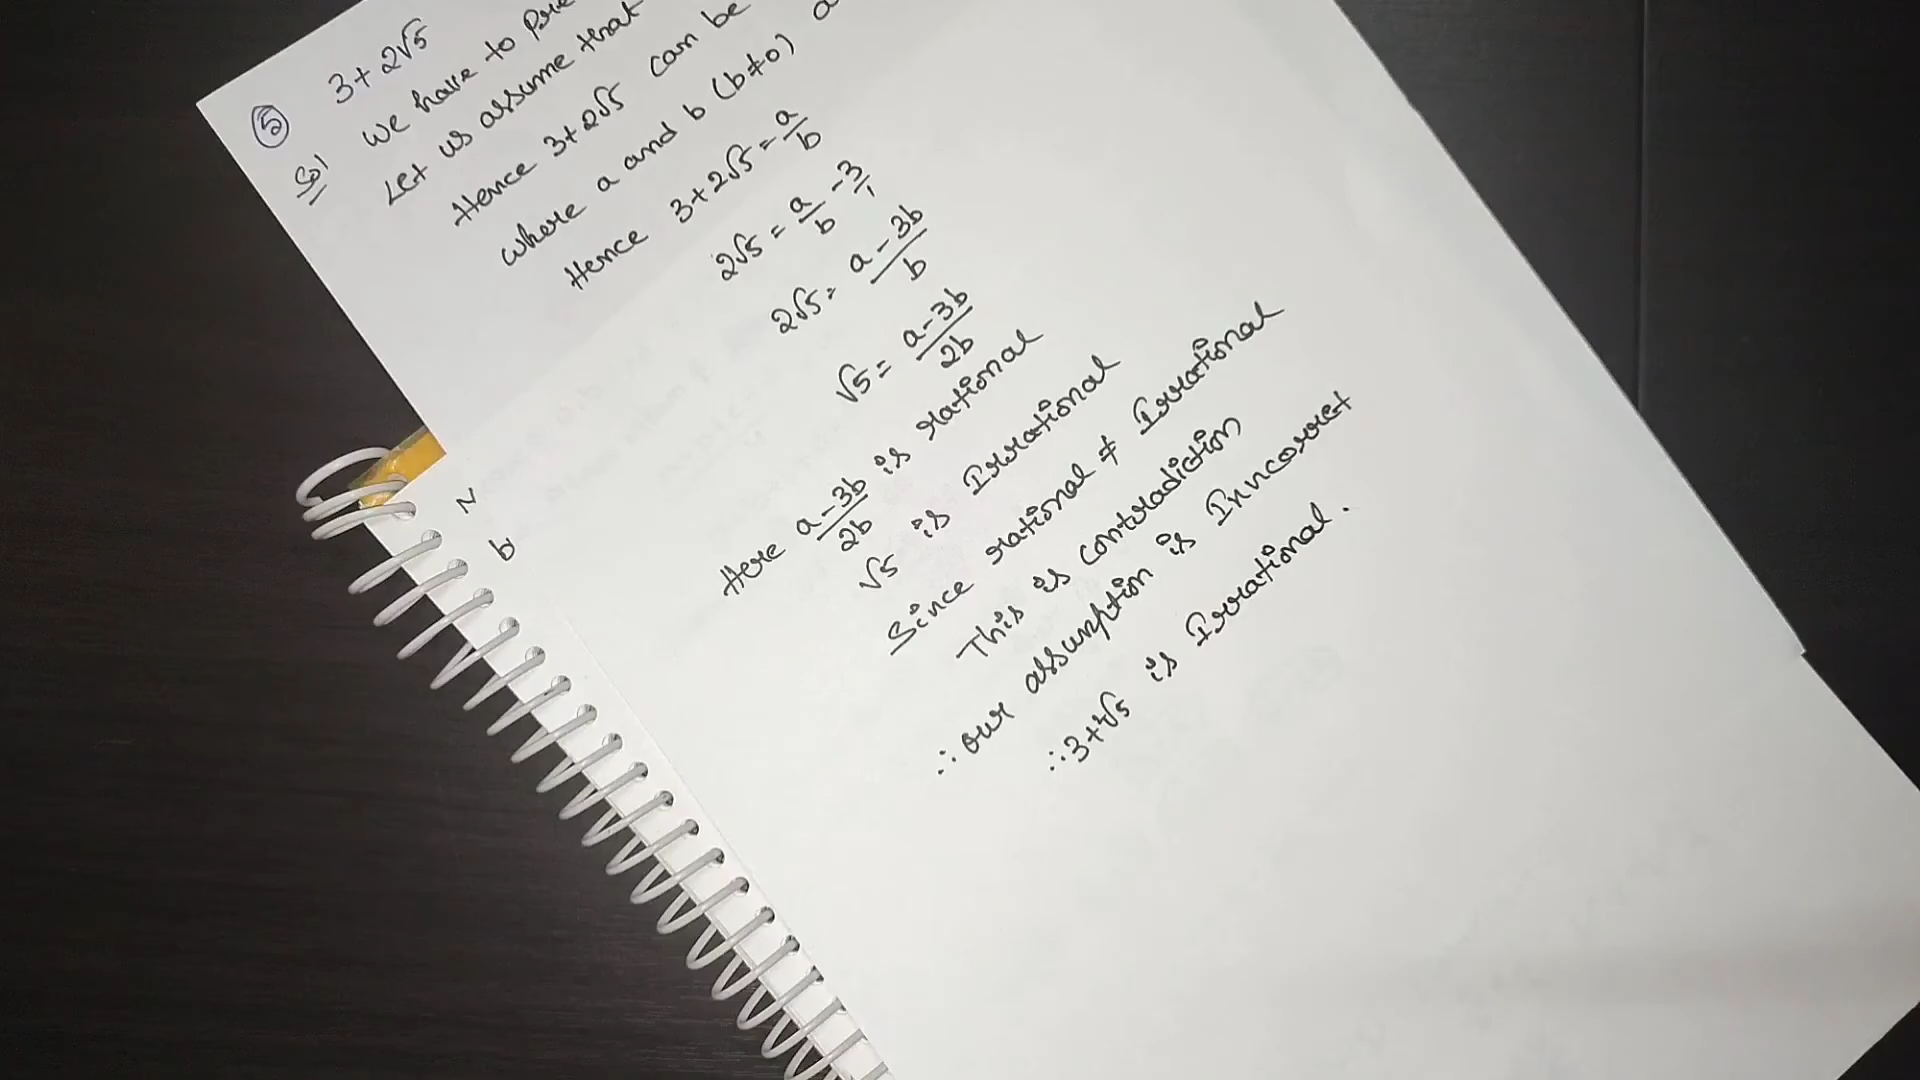 ⑤ 3+2√5
Sol We have to
Let us assume that
Hence 3+2√5 can be
where a and b (b≠0)
Hence 3+2√5 = a/b
2√5 = a/b - 3/1
2√5 = a-3b/b
√5 = a-3b/2b
Here a-3b/2b is rational
√5 is Irrational
Since rational ≠ Irrational
This is contradiction
∴ our assumption is Inncorret
∴ 3+2√5 is Irrational.
b